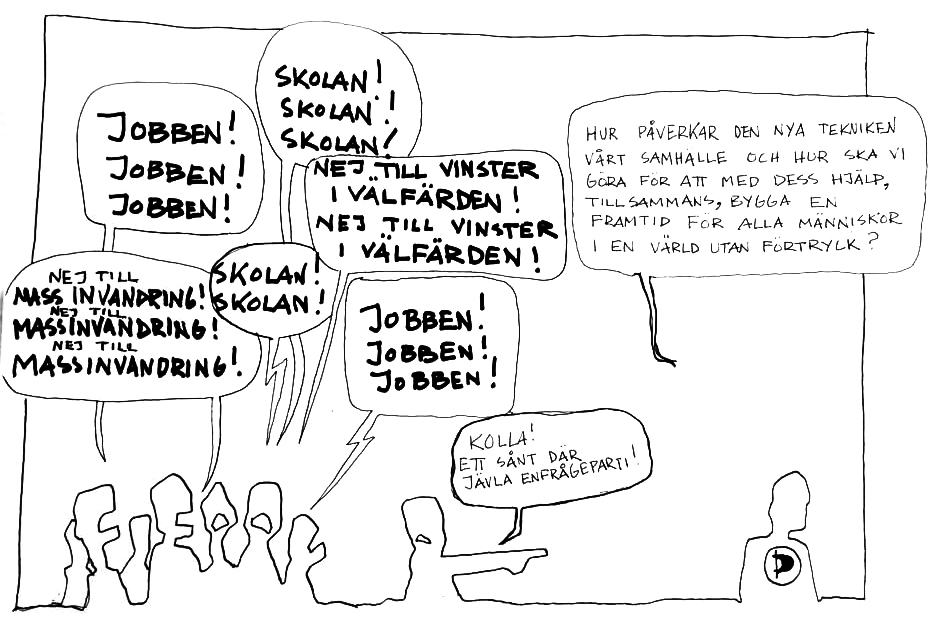 JOBBEN!
JOBBEN!
JOBBEN!
SKOLAN!
SKOLAN!
SKOLAN!
NEJ TILL VINSTER
I VÄLFÄRDEN!
NEJ TILL VINSTER
I VÄLFÄRDEN!
NEJ TILL
MASSINVANDRING!
NEJ TILL
MASSINVANDRING!
NEJ TILL
MASSINVANDRING!
SKOLAN!
SKOLAN!
JOBBEN!
JOBBEN!
JOBBEN!
KOLLA!
ETT SÅNT DÄR
JÄVLA ENFRÅGEPARTI!
HUR PÅVERKAR DEN NYA TEKNIKEN
VÅRT SAMHÄLLE OCH HUR SKA VI
GÖRA FÖR ATT MED DESS HJÄLP,
TILLSAMMANS, BYGGA EN
FRAMTID FÖR ALLA MÄNNISKOR
I EN VÄRLD UTAN FÖRTRYCK?